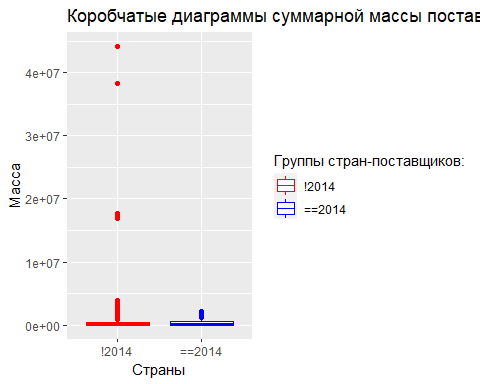 Коробчатые диаграммы суммарной массы постав
4e+07
3e+07
2e+07
1e+07
0e+00
Масса
!2014
==2014
Страны
Группы стран-поставщиков:
!2014
==2014